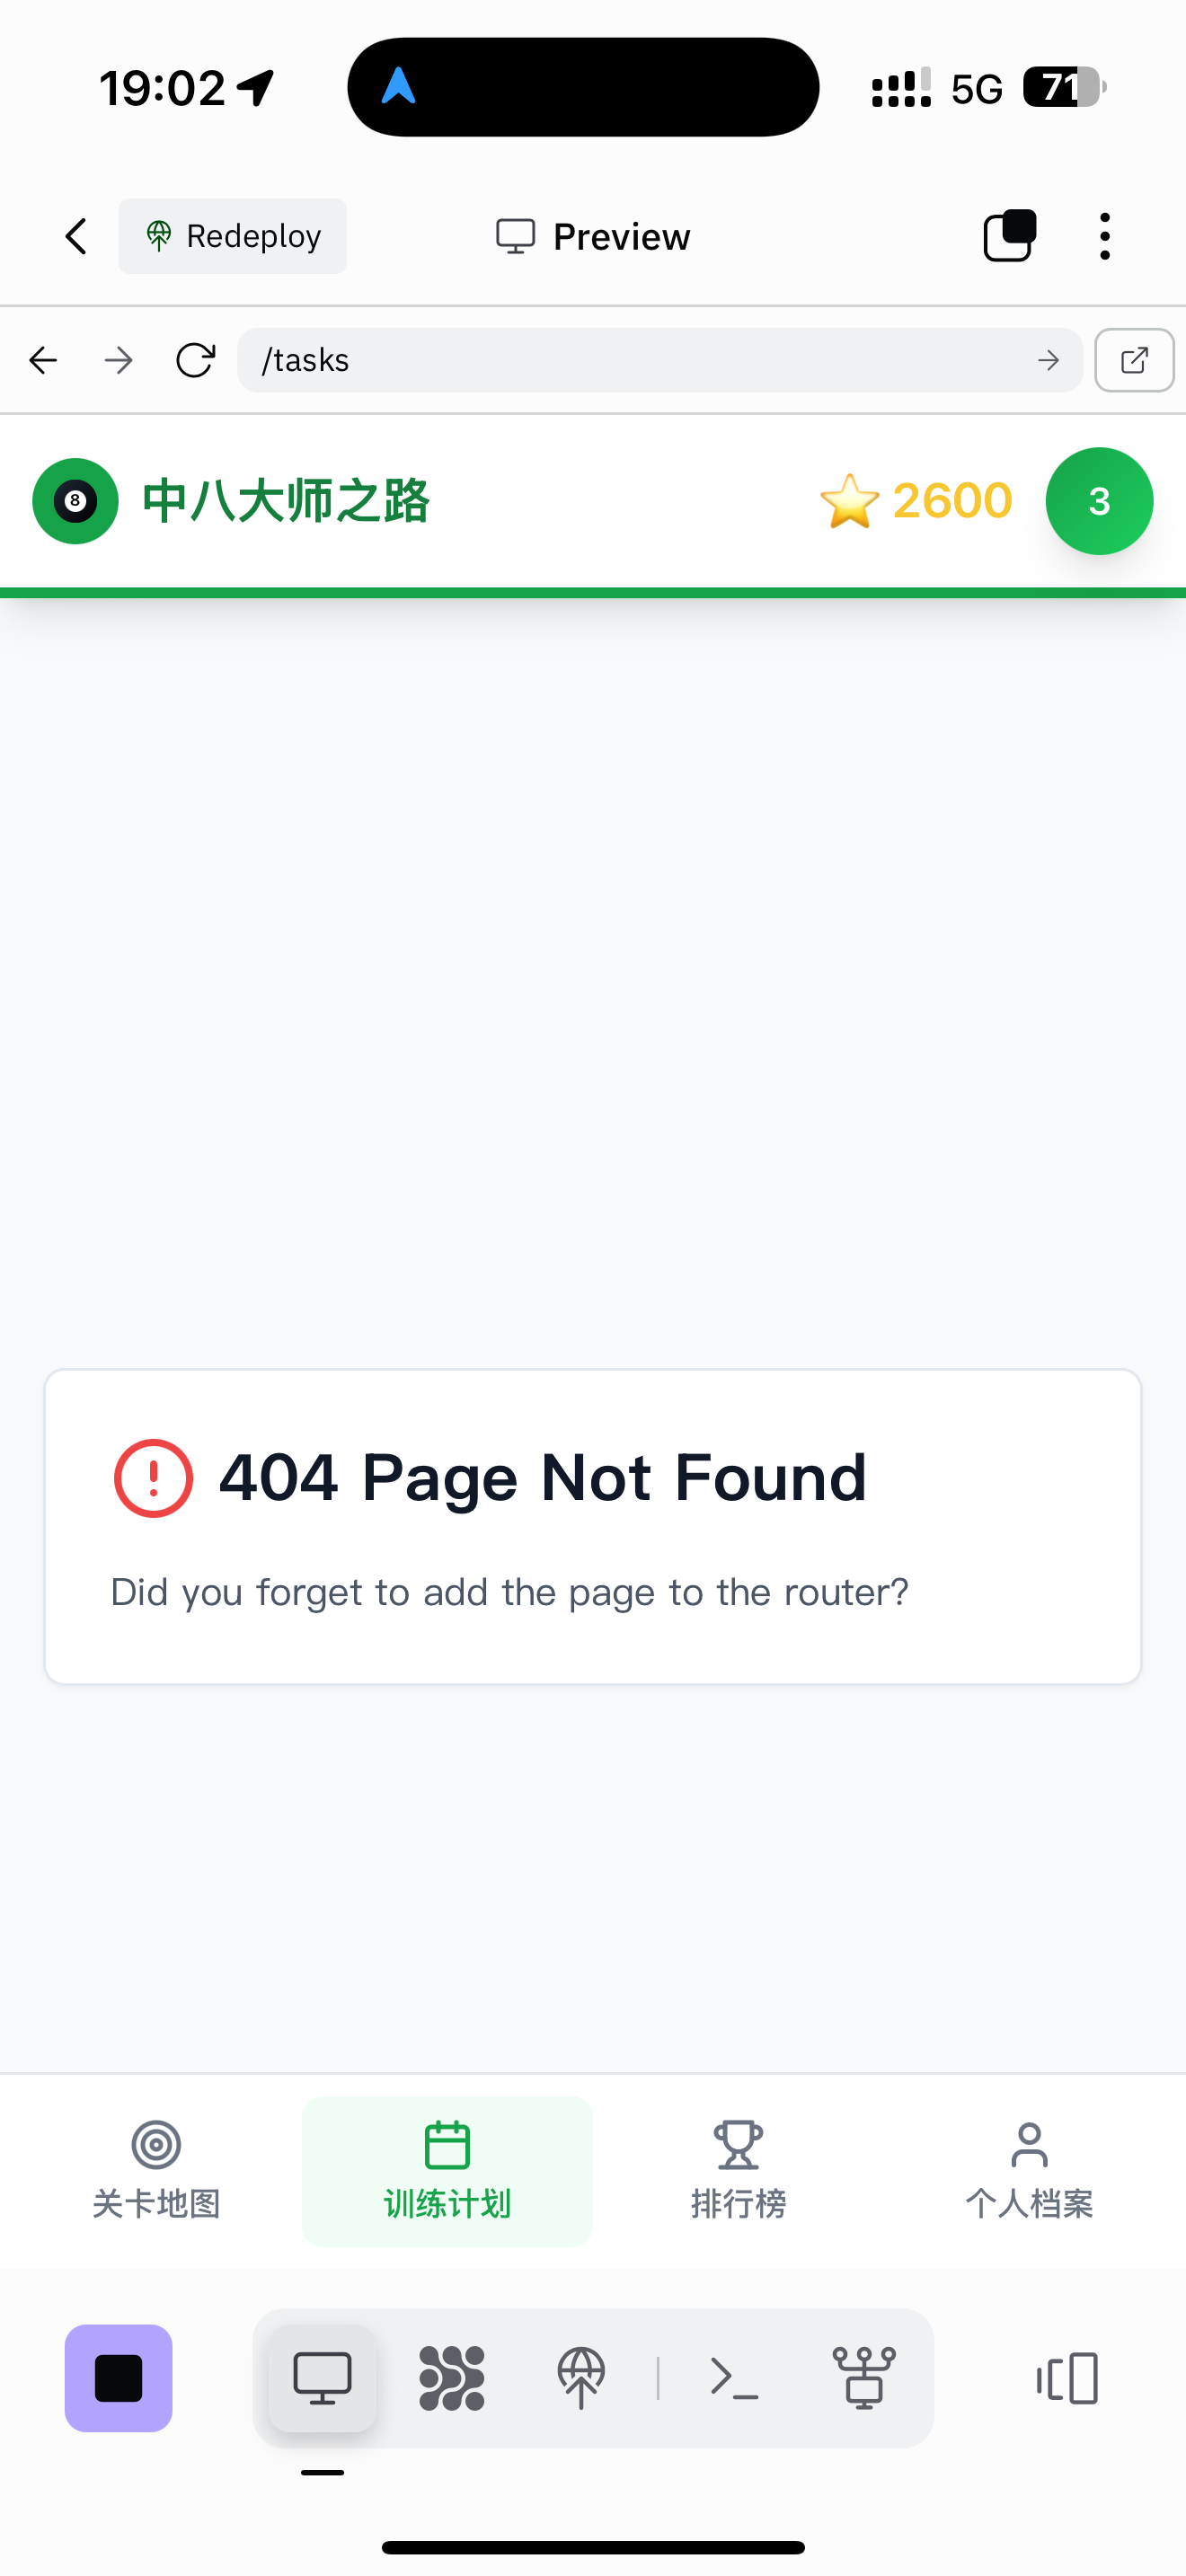 19:02
5G
71
Redeploy
Preview
/tasks
8
中八大师之路
2600
3
404 Page Not Found
Did you forget to add the page to the router?
关卡地图
训练计划
排行榜
个人档案